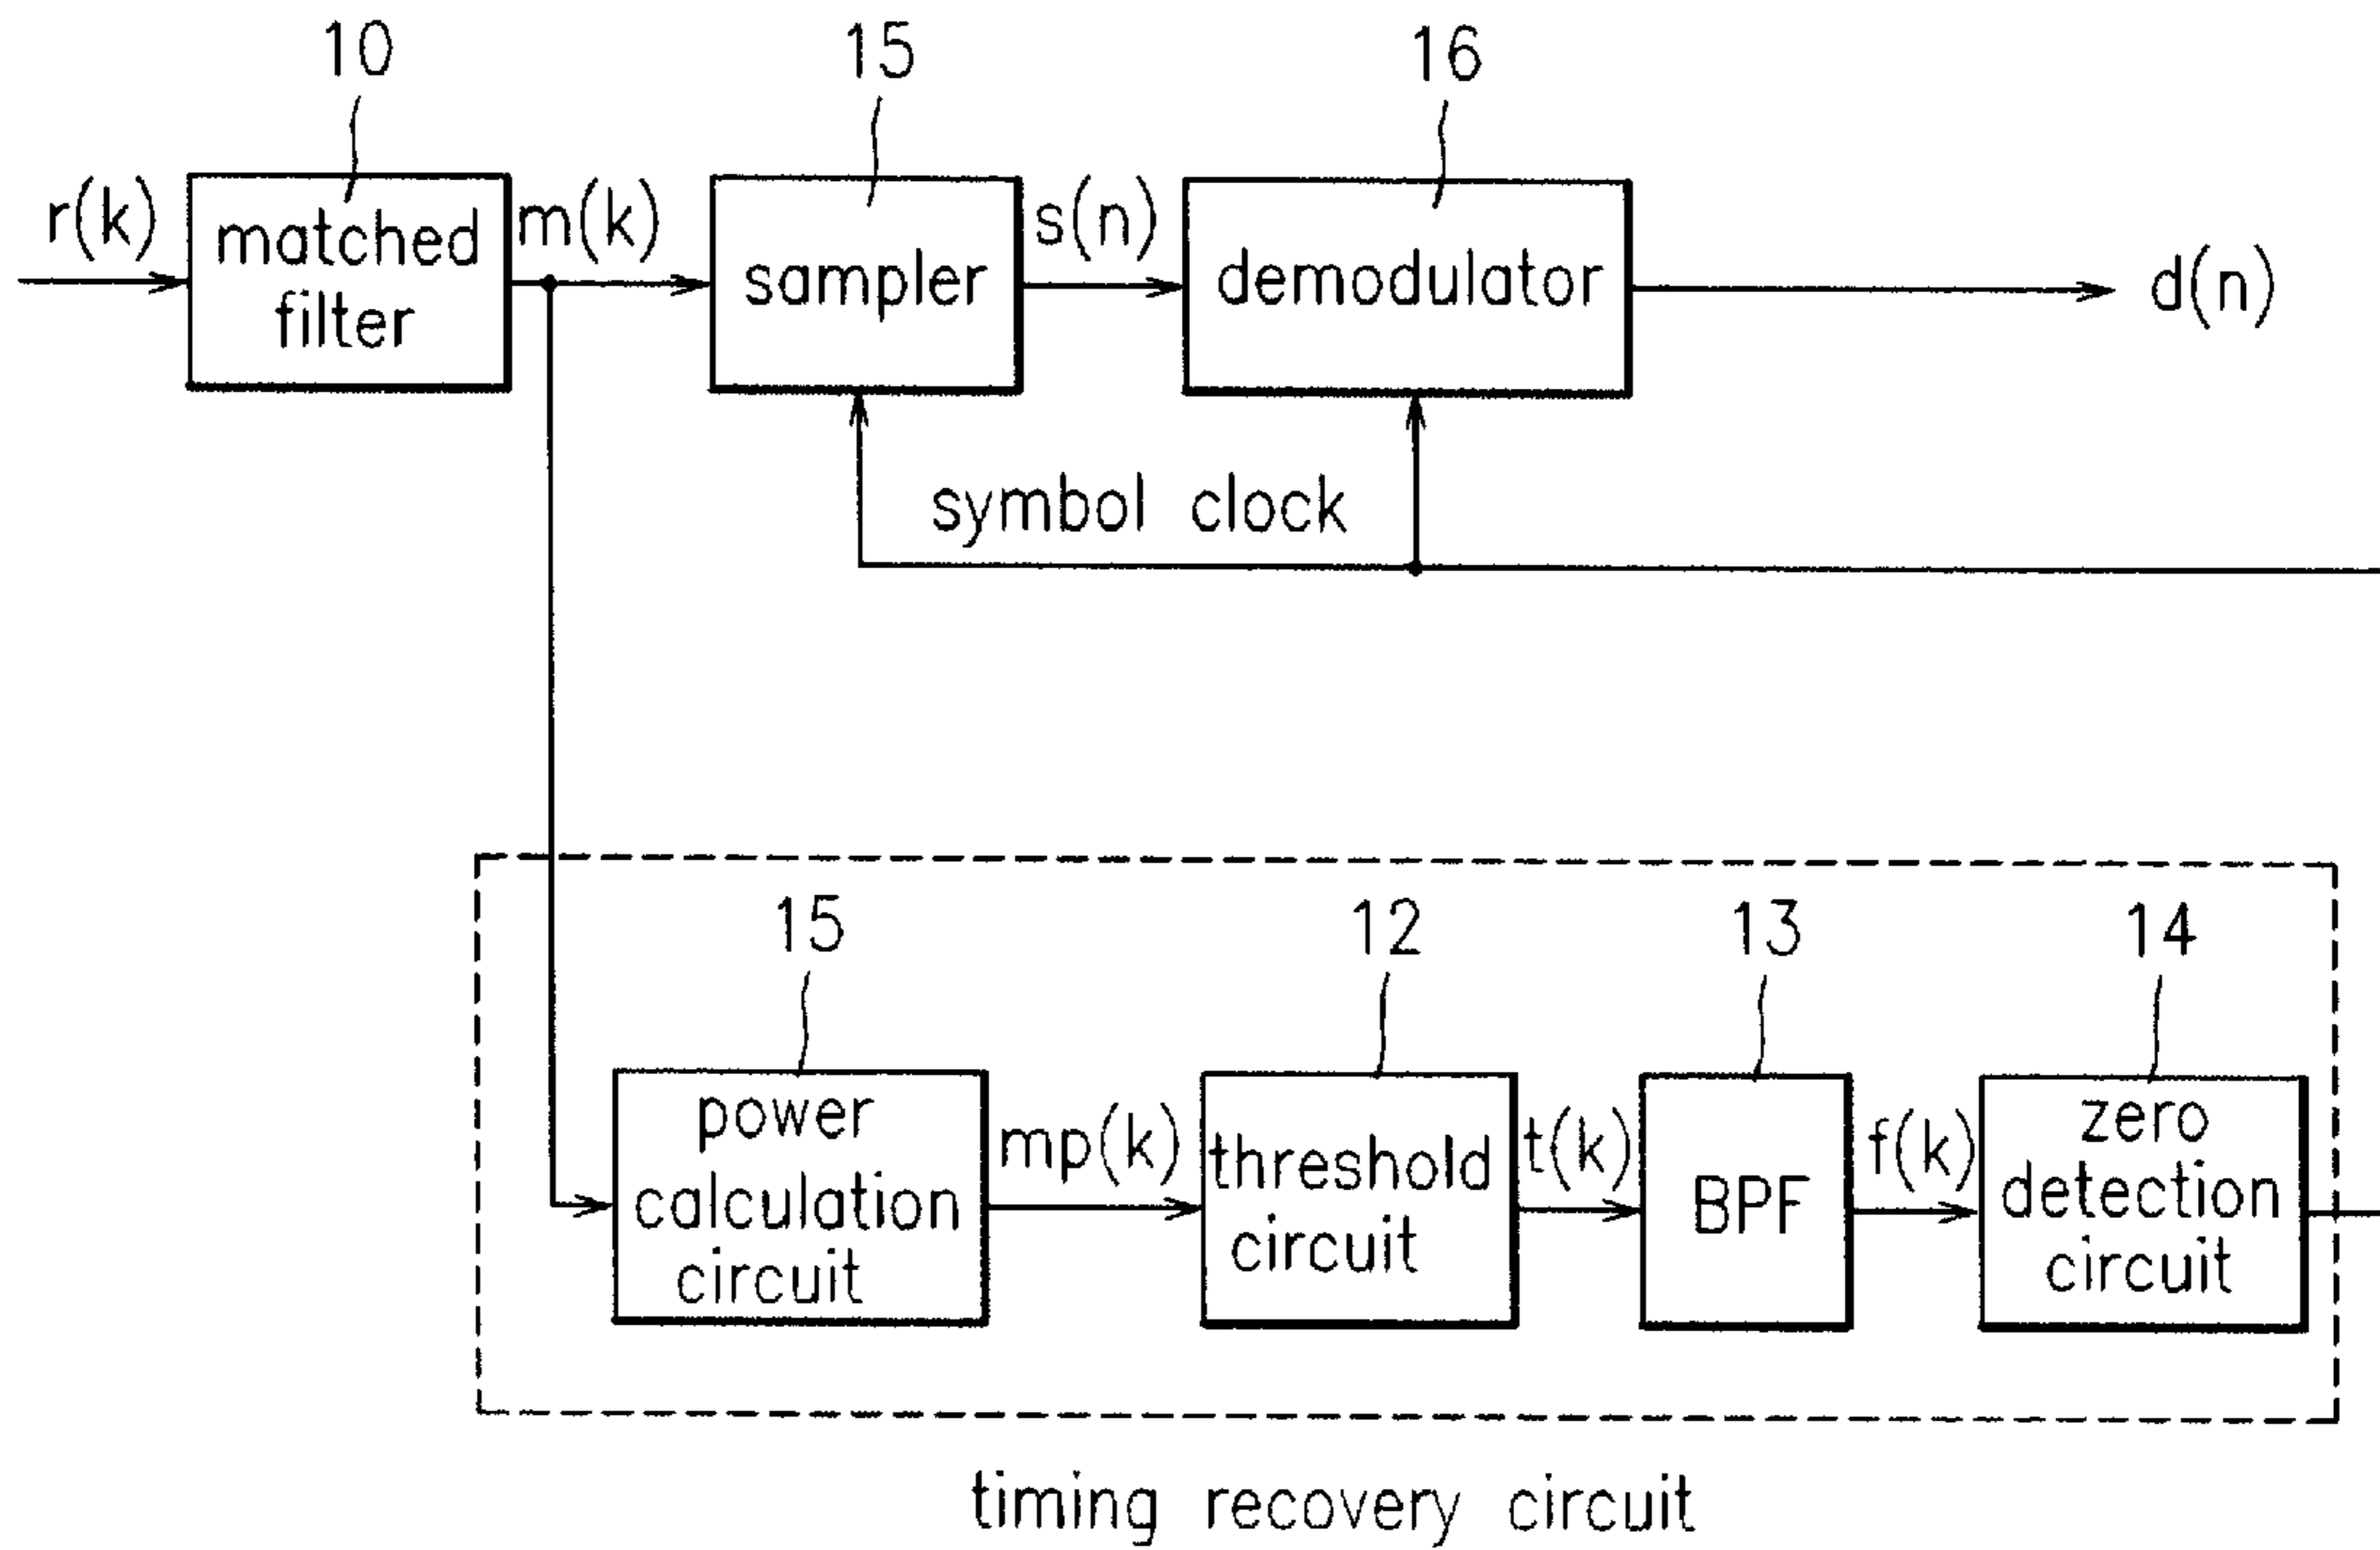 10
15
16
r(k)
matched
filter
m(k)
sampler
s(n)
demodulator
d(n)
symbol clock
15
12
13
14
power
calculation
circuit
mp(k)
threshold
circuit
t(k)
BPF
f(k)
zero
detection
circuit
timing recovery circuit